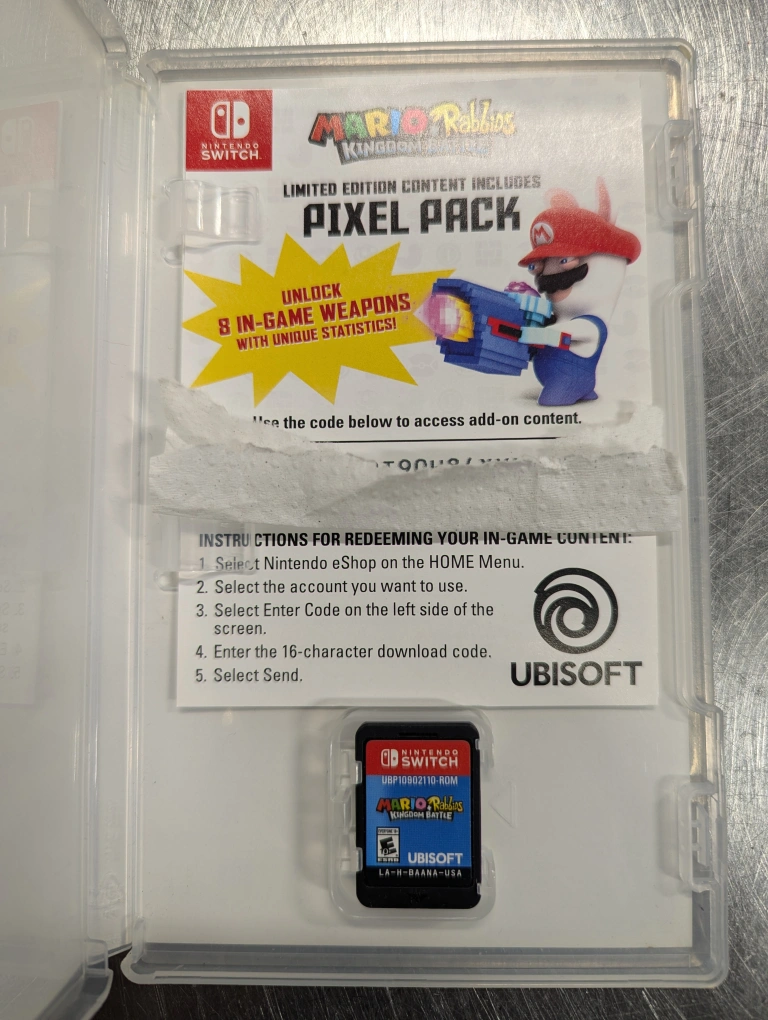 NINTENDO
SWITCH
MARIO + Rabbids
KINGDOM BATTLE
LIMITED EDITION CONTENT INCLUDES
PIXEL PACK
M
UNLOCK
8 IN-GAME WEAPONS
WITH UNIQUE STATISTICS!
Use the code below to access add-on content.
INSTRUCTIONS FOR REDEEMING YOUR IN-GAME CONTENT:
1. Select Nintendo eShop on the HOME Menu.
2. Select the account you want to use.
3. Select Enter Code on the left side of the
screen.
4. Enter the 16-character download code.
5. Select Send.
UBISOFT
NINTENDO
SWITCH
UBP10902110-ROM
MARIO + Rabbids
KINGDOM BATTLE
EVERYONE 10+
E
ESRB
UBISOFT
LA-H-BAANA-USA